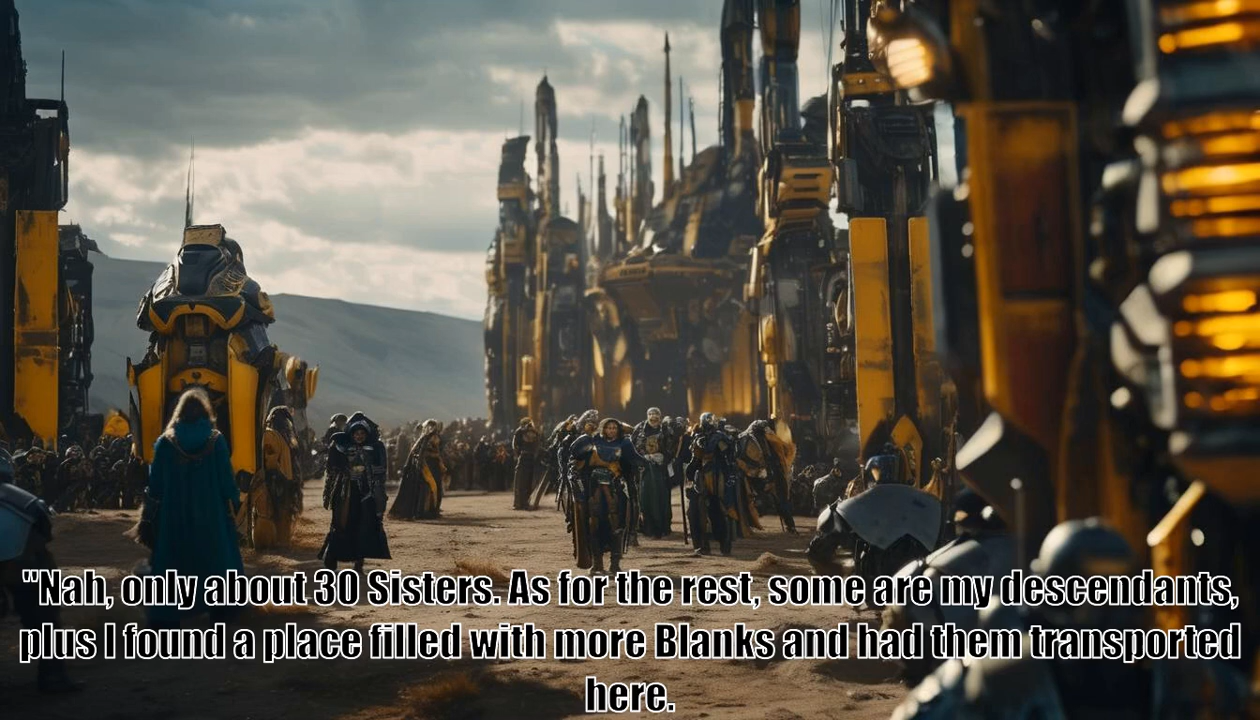 "Nah, only about 30 Sisters. As for the rest, some are my descendants,
plus I found a place filled with more Blanks and had them transported
here.